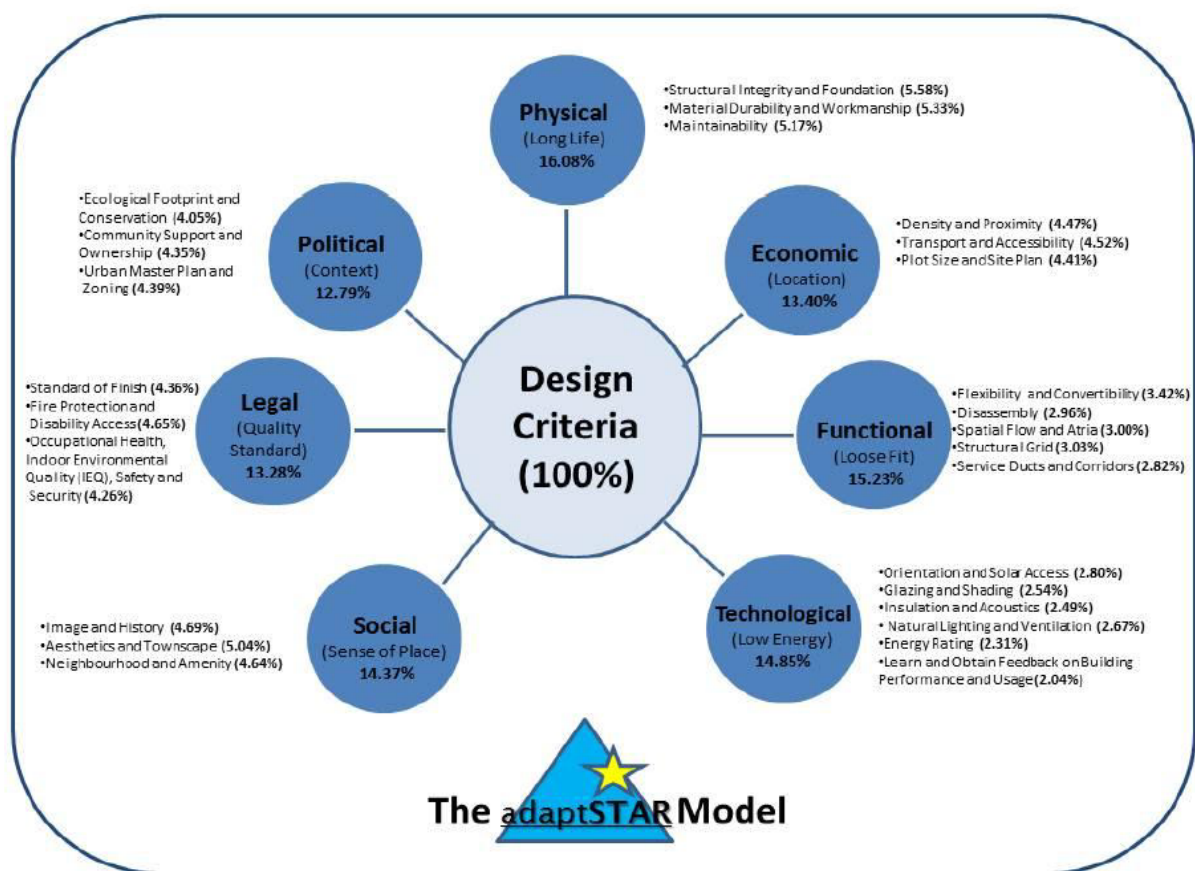 Physical
(Long Life)
16.08%
•Structural Integrity and Foundation (5.58%)
•Material Durability and Workmanship (5.33%)
•Maintainability (5.17%)
Economic
(Location)
13.40%
•Density and Proximity (4.47%)
•Transport and Accessibility (4.52%)
•Plot Size and Site Plan (4.41%)
Functional
(Loose Fit)
15.23%
•Flexibility and Convertibility (3.42%)
•Disassembly (2.96%)
•Spatial Flow and Atria (3.00%)
•Structural Grid (3.03%)
•Service Ducts and Corridors (2.82%)
Technological
(Low Energy)
14.85%
•Orientation and Solar Access (2.80%)
•Glazing and Shading (2.54%)
•Insulation and Acoustics (2.49%)
•Natural Lighting and Ventilation (2.67%)
•Energy Rating (2.31%)
•Learn and Obtain Feedback on Building
Performance and Usage (2.04%)
Social
(Sense of Place)
14.37%
•Image and History (4.69%)
•Aesthetics and Townscape (5.04%)
•Neighbourhood and Amenity (4.64%)
Legal
(Quality
Standard)
13.28%
•Standard of Finish (4.36%)
•Fire Protection and
Disability Access (4.65%)
•Occupational Health,
Indoor Environmental
Quality (IEQ), Safety and
Security (4.26%)
Political
(Context)
12.79%
•Ecological Footprint and
Conservation (4.05%)
•Community Support and
Ownership (4.35%)
•Urban Master Plan and
Zoning (4.39%)
Design
Criteria
(100%)
The adaptSTAR Model